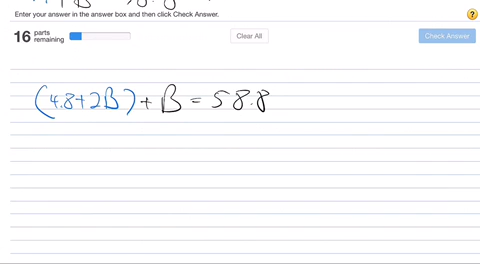 Enter your answer in the answer box and then click Check Answer.
?
16 parts remaining
Clear All
Check Answer
(4.8+2B) + B = 58.8